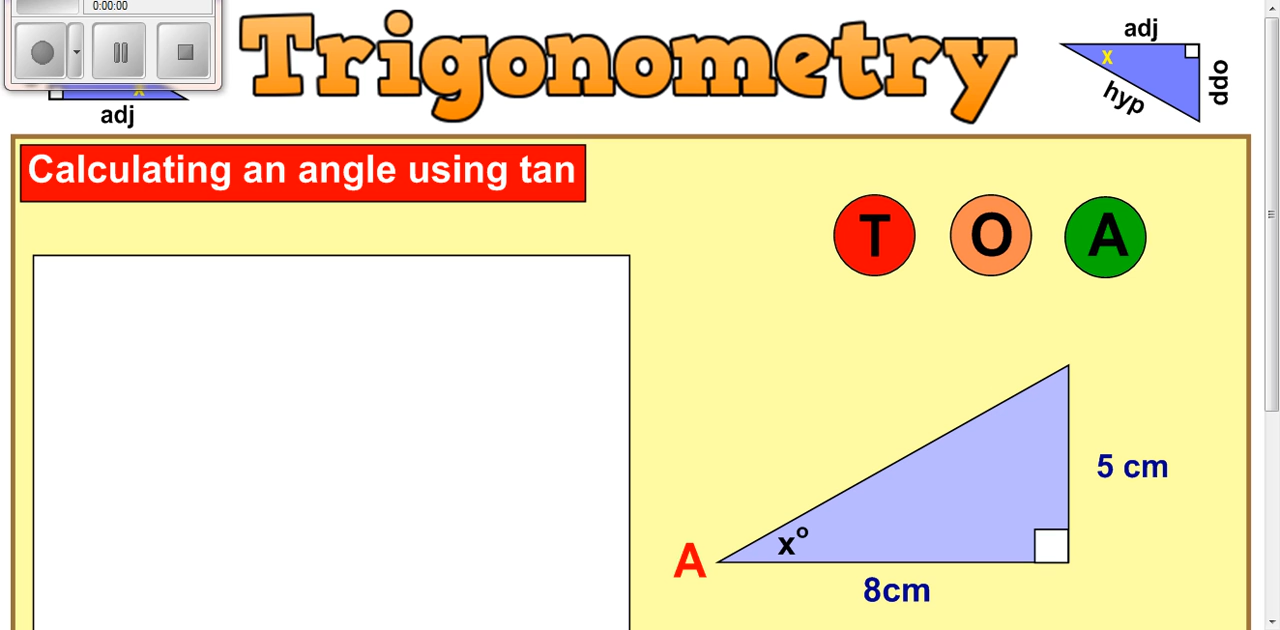 0:00:00
Trigonometry
adj
x
hyp
opp
x
adj
Calculating an angle using tan
T O A
5 cm
x°
A
8cm